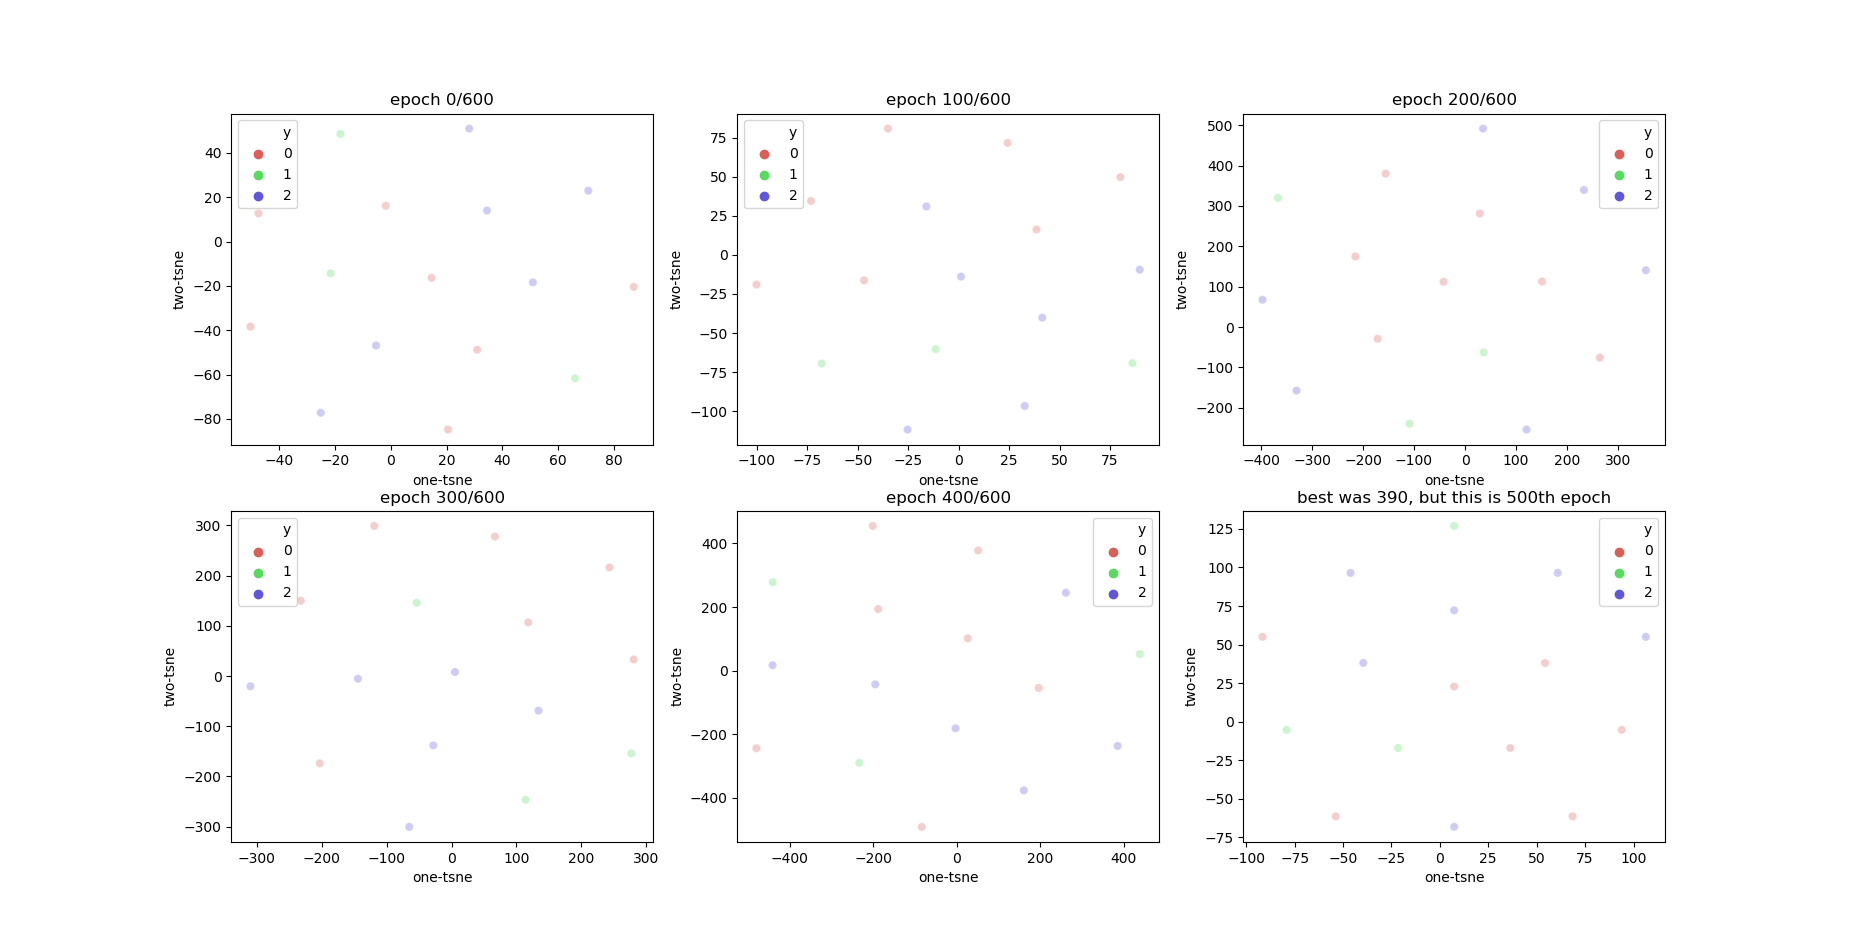 epoch 0/600
y
0
1
2
40
20
0
−20
−40
−60
−80
two-tsne
−40 −20 0 20 40 60 80
one-tsne
epoch 100/600
y
0
1
2
75
50
25
0
−25
−50
−75
−100
two-tsne
−100 −75 −50 −25 0 25 50 75
one-tsne
epoch 200/600
y
0
1
2
500
400
300
200
100
0
−100
−200
two-tsne
−400 −300 −200 −100 0 100 200 300
one-tsne
epoch 300/600
y
0
1
2
300
200
100
0
−100
−200
−300
two-tsne
−300 −200 −100 0 100 200 300
one-tsne
epoch 400/600
y
0
1
2
400
200
0
−200
−400
two-tsne
−400 −200 0 200 400
one-tsne
best was 390, but this is 500th epoch
y
0
1
2
125
100
75
50
25
0
−25
−50
−75
two-tsne
−100 −75 −50 −25 0 25 50 75 100
one-tsne